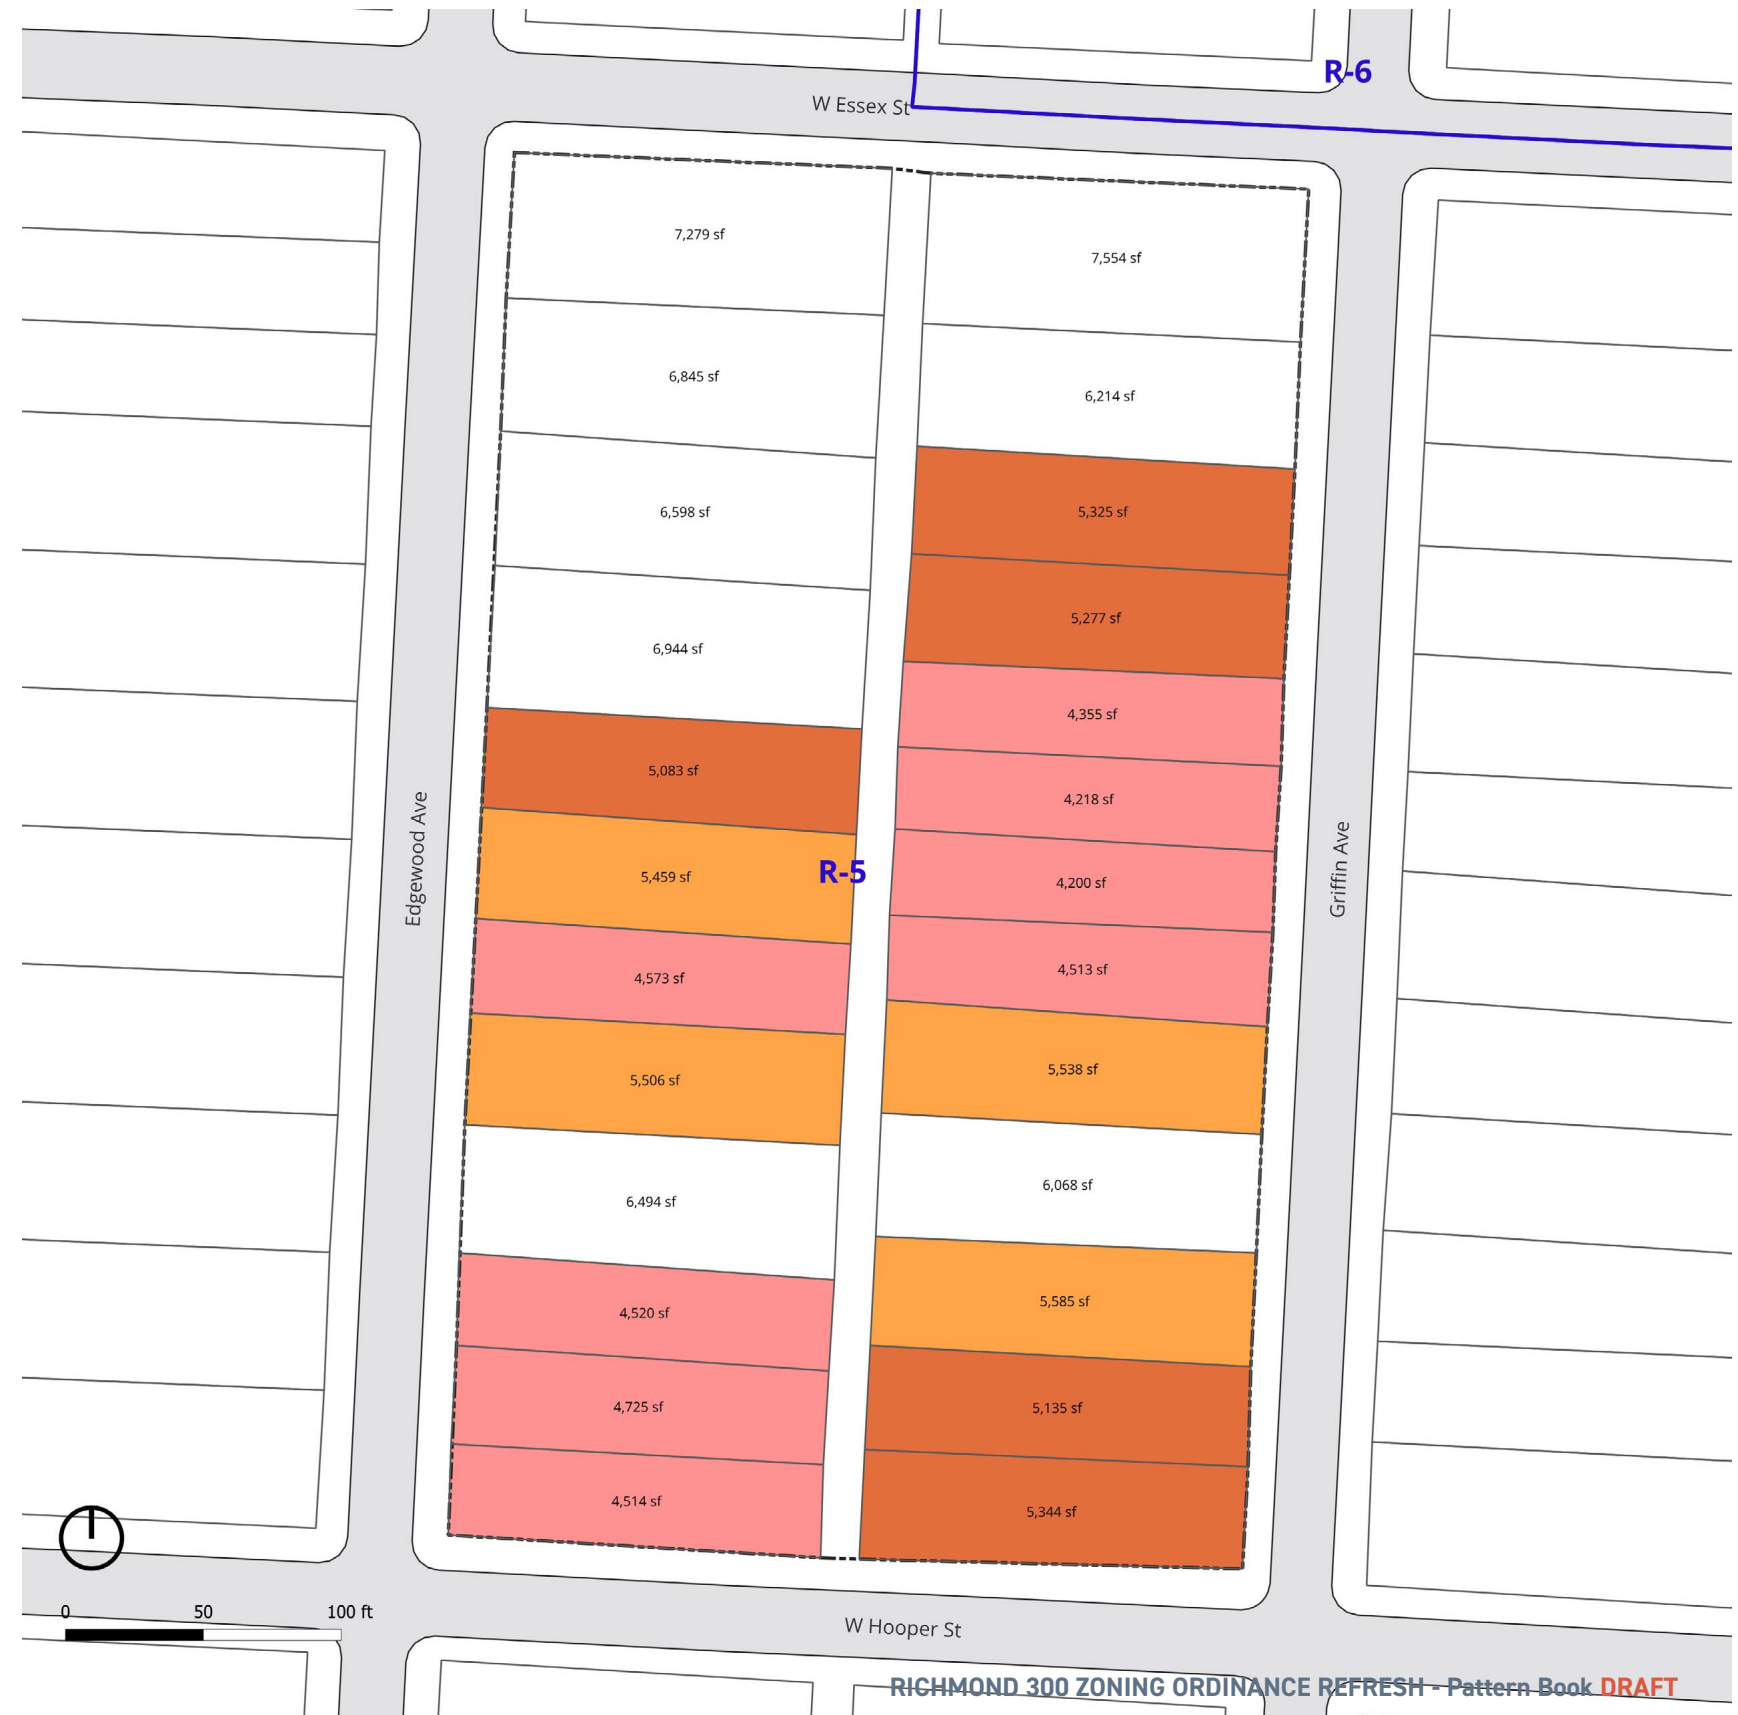 R-6
W Essex St
7,279 sf
7,554 sf
6,845 sf
6,214 sf
6,598 sf
5,325 sf
5,277 sf
6,944 sf
4,355 sf
5,083 sf
4,218 sf
Edgewood Ave
R-5
Griffin Ave
5,459 sf
4,200 sf
4,573 sf
4,513 sf
5,506 sf
5,538 sf
6,494 sf
6,068 sf
4,520 sf
5,585 sf
4,725 sf
5,135 sf
4,514 sf
5,344 sf
0 50 100 ft
W Hooper St
RICHMOND 300 ZONING ORDINANCE REFRESH - Pattern Book DRAFT